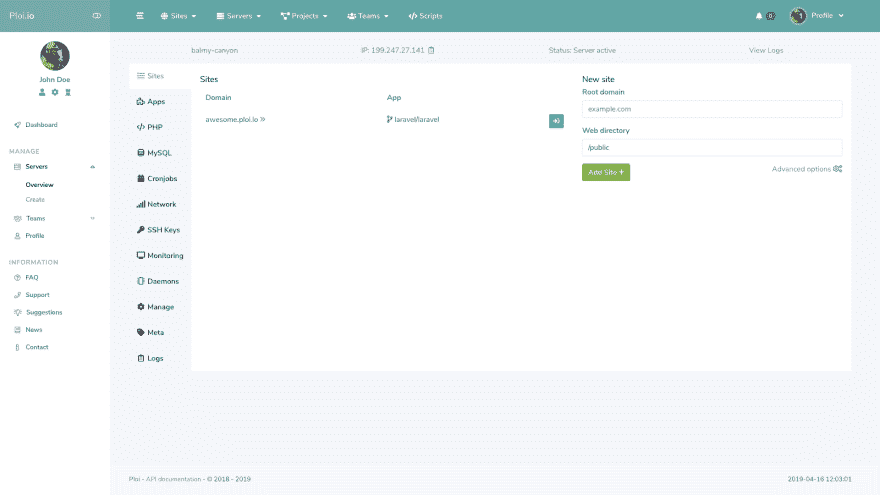 Ploi.io
Sites
Servers
Projects
Teams
Scripts
0
Profile
John Doe
Dashboard
MANAGE
Servers
Overview
Create
Teams
Profile
INFORMATION
FAQ
Support
Suggestions
News
Contact
balmy-canyon
IP: 199.247.27.141
Status: Server active
View Logs
Sites
Apps
PHP
MySQL
Cronjobs
Network
SSH Keys
Monitoring
Daemons
Manage
Meta
Logs
Sites
Domain App
awesome.ploi.io » laravel/laravel
New site
Root domain
example.com
Web directory
/public
Add Site +
Advanced options
Ploi - API documentation - © 2018 - 2019
2019-04-16 12:03:01